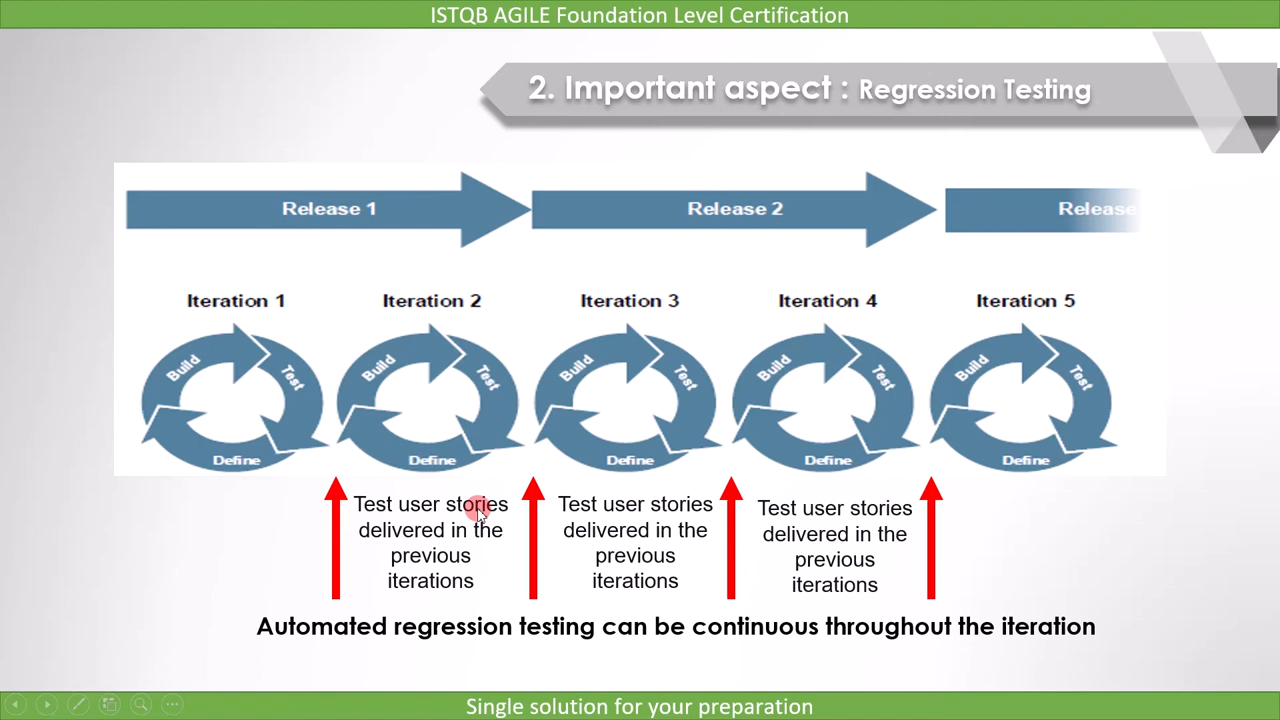 ISTQB AGILE Foundation Level Certification
2. Important aspect : Regression Testing
Release 1
Release 2
Release
Iteration 1
Iteration 2
Iteration 3
Iteration 4
Iteration 5
Build
Test
Define
Build
Test
Define
Build
Test
Define
Build
Test
Define
Build
Test
Define
Test user stories
delivered in the
previous
iterations
Test user stories
delivered in the
previous
iterations
Test user stories
delivered in the
previous
iterations
Automated regression testing can be continuous throughout the iteration
Single solution for your preparation